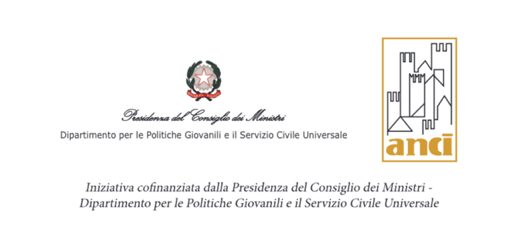 Presidenza del Consiglio dei Ministri
Dipartimento per le Politiche Giovanili e il Servizio Civile Universale
anci
Iniziativa cofinanziata dalla Presidenza del Consiglio dei Ministri -
Dipartimento per le Politiche Giovanili e il Servizio Civile Universale